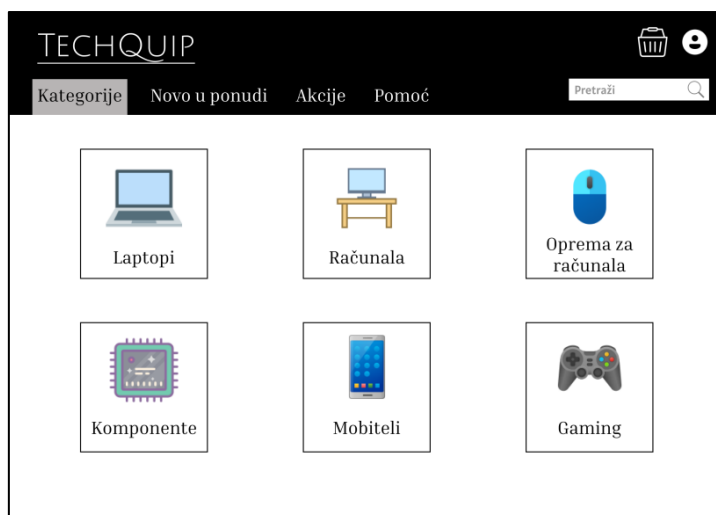 TECHQUIP
Kategorije Novo u ponudi Akcije Pomoć Pretraži
Laptopi Računala Oprema za
računala
Komponente Mobiteli Gaming